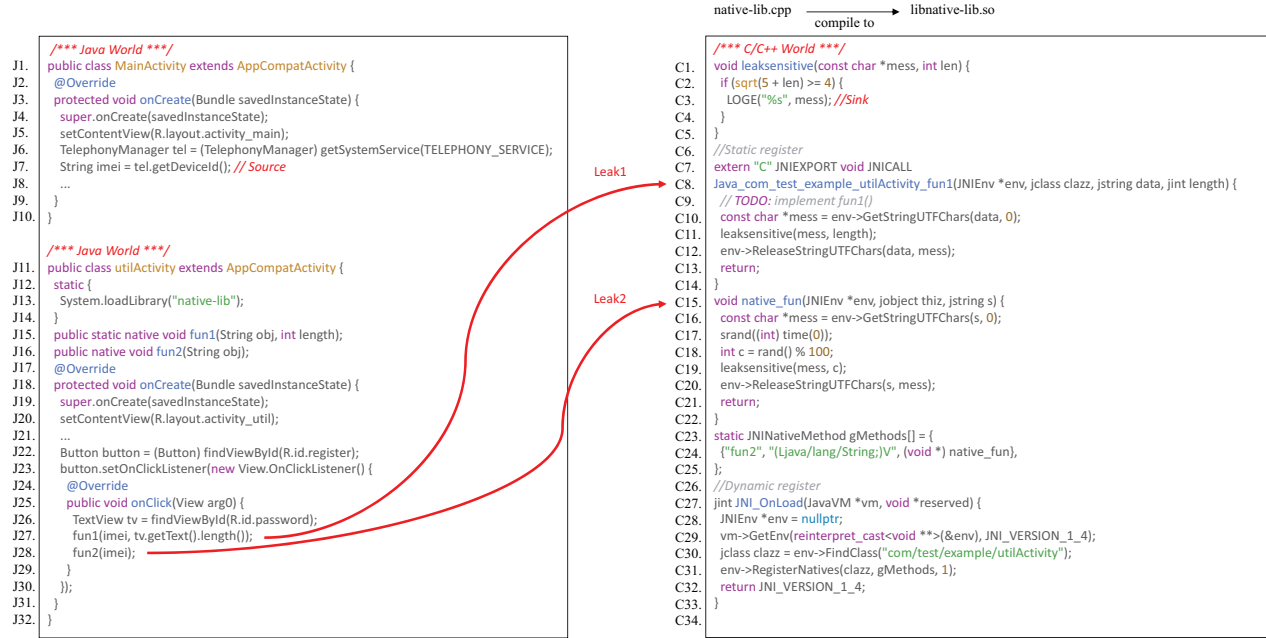 native-lib.cpp
compile to
libnative-lib.so
/*** Java World ***/
J1. public class MainActivity extends AppCompatActivity {
J2. @Override
J3. protected void onCreate(Bundle savedInstanceState) {
J4. super.onCreate(savedInstanceState);
J5. setContentView(R.layout.activity_main);
J6. TelephonyManager tel = (TelephonyManager) getSystemService(TELEPHONY_SERVICE);
J7. String imei = tel.getDeviceId(); // Source
J8. ...
J9. }
J10. }
/*** Java World ***/
J11. public class utilActivity extends AppCompatActivity {
J12. static {
J13. System.loadLibrary("native-lib");
J14. }
J15. public static native void fun1(String obj, int length);
J16. public native void fun2(String obj);
J17. @Override
J18. protected void onCreate(Bundle savedInstanceState) {
J19. super.onCreate(savedInstanceState);
J20. setContentView(R.layout.activity_util);
J21. ...
J22. Button button = (Button) findViewById(R.id.register);
J23. button.setOnClickListener(new View.OnClickListener() {
J24. @Override
J25. public void onClick(View arg0) {
J26. TextView tv = findViewById(R.id.password);
J27. fun1(imei, tv.getText().length());
J28. fun2(imei);
J29. }
J30. });
J31. }
J32. }
Leak1
Leak2
/*** C/C++ World ***/
C1. void leaksensitive(const char *mess, int len) {
C2. if (sqrt(5 + len) >= 4) {
C3. LOGE("%s", mess); //Sink
C4. }
C5. }
C6. //Static register
C7. extern "C" JNIEXPORT void JNICALL
C8. Java_com_test_example_utilActivity_fun1(JNIEnv *env, jclass clazz, jstring data, jint length) {
C9. // TODO: implement fun1()
C10. const char *mess = env->GetStringUTFChars(data, 0);
C11. leaksensitive(mess, length);
C12. env->ReleaseStringUTFChars(data, mess);
C13. return;
C14. }
C15. void native_fun(JNIEnv *env, jobject thiz, jstring s) {
C16. const char *mess = env->GetStringUTFChars(s, 0);
C17. srand((int) time(0));
C18. int c = rand() % 100;
C19. leaksensitive(mess, c);
C20. env->ReleaseStringUTFChars(s, mess);
C21. return;
C22. }
C23. static JNINativeMethod gMethods[] = {
C24. {"fun2", "(Ljava/lang/String;)V", (void *) native_fun},
C25. };
C26. //Dynamic register
C27. jint JNI_OnLoad(JavaVM *vm, void *reserved) {
C28. JNIEnv *env = nullptr;
C29. vm->GetEnv(reinterpret_cast<void **>(&env), JNI_VERSION_1_4);
C30. jclass clazz = env->FindClass("com/test/example/utilActivity");
C31. env->RegisterNatives(clazz, gMethods, 1);
C32. return JNI_VERSION_1_4;
C33. }
C34.